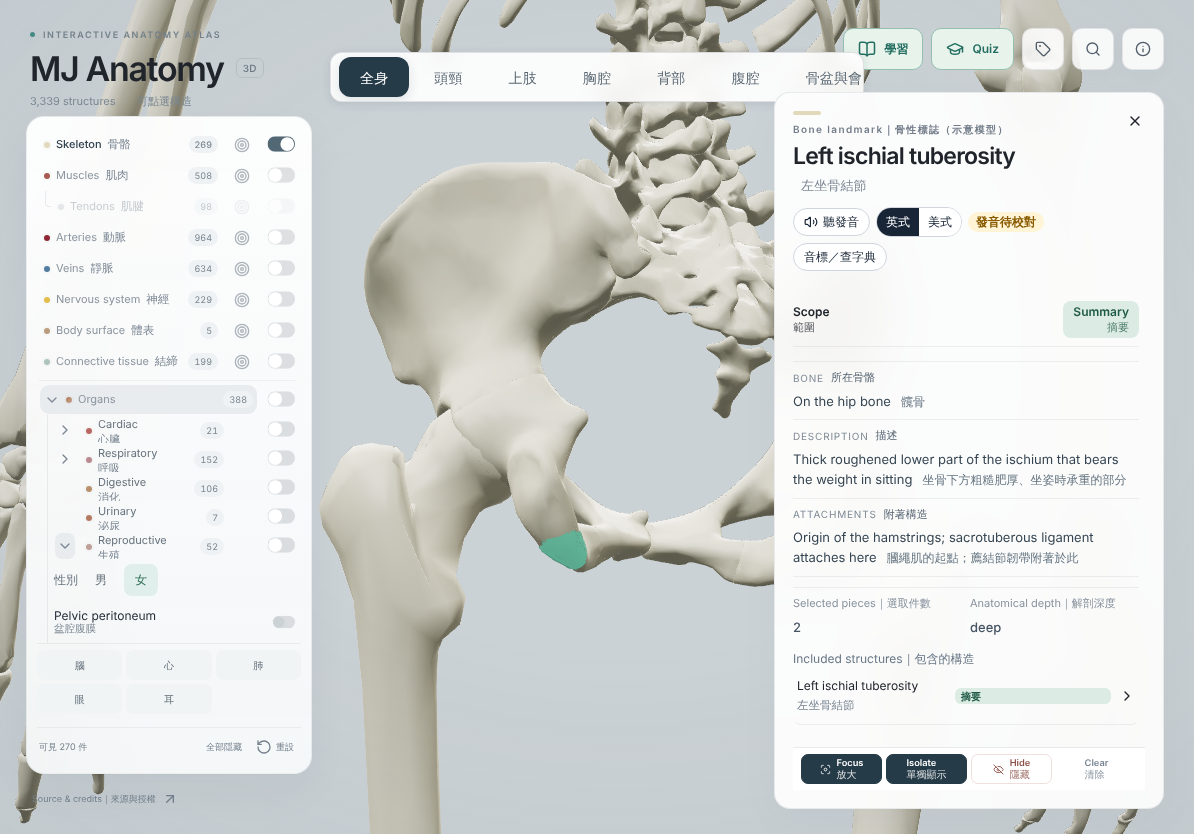 INTERACTIVE ANATOMY ATLAS
MJ Anatomy 3D
3,339 structures 可點選構造
全身 頭頸 上肢 胸腔 背部 腹腔 骨盆與會
學習 Quiz
Skeleton 骨骼 269
Muscles 肌肉 508
Tendons 肌腱 98
Arteries 動脈 964
Veins 靜脈 634
Nervous system 神經 229
Body surface 體表 5
Connective tissue 結締 199
Organs 388
Cardiac 21
心臟
Respiratory 152
呼吸
Digestive 106
消化
Urinary 7
泌尿
Reproductive 52
生殖
性別 男 女
Pelvic peritoneum
盆腔腹膜
腦 心 肺
眼 耳
可見 270 件 全部隱藏 重設
Source & credits｜來源與授權
Bone landmark｜骨性標誌（示意模型）
Left ischial tuberosity
左坐骨結節
聽發音 英式 美式 發音待校對
音標／查字典
Scope Summary
範圍 摘要
BONE 所在骨骼
On the hip bone 髖骨
DESCRIPTION 描述
Thick roughened lower part of the ischium that bears
the weight in sitting 坐骨下方粗糙肥厚、坐姿時承重的部分
ATTACHMENTS 附著構造
Origin of the hamstrings; sacrotuberous ligament
attaches here 膕繩肌的起點；薦結節韌帶附著於此
Selected pieces｜選取件數 Anatomical depth｜解剖深度
2 deep
Included structures｜包含的構造
Left ischial tuberosity 摘要
左坐骨結節
Focus Isolate Hide Clear
放大 單獨顯示 隱藏 清除